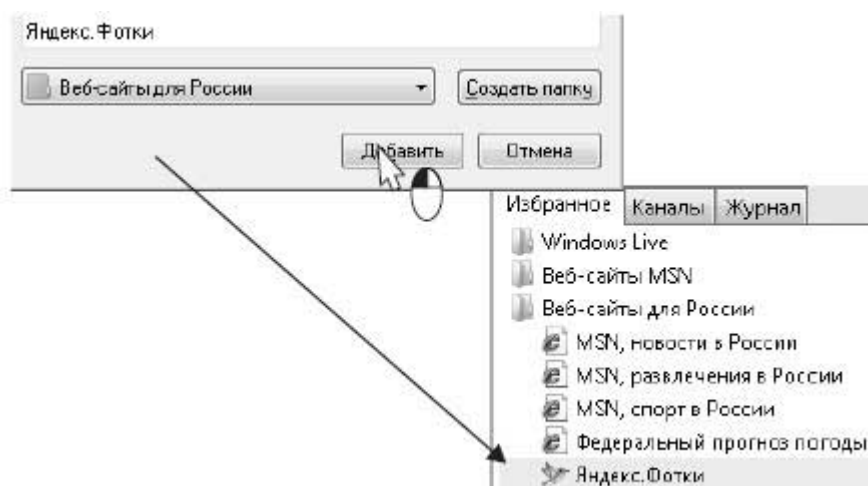 Яндекс.Фотки
Веб-сайты для России
Создать папку
Добавить
Отмена
Избранное Каналы Журнал
Windows Live
Веб-сайты MSN
Веб-сайты для России
MSN, новости в России
MSN, развлечения в России
MSN, спорт в России
Федеральный прогноз погоды
Яндекс.Фотки